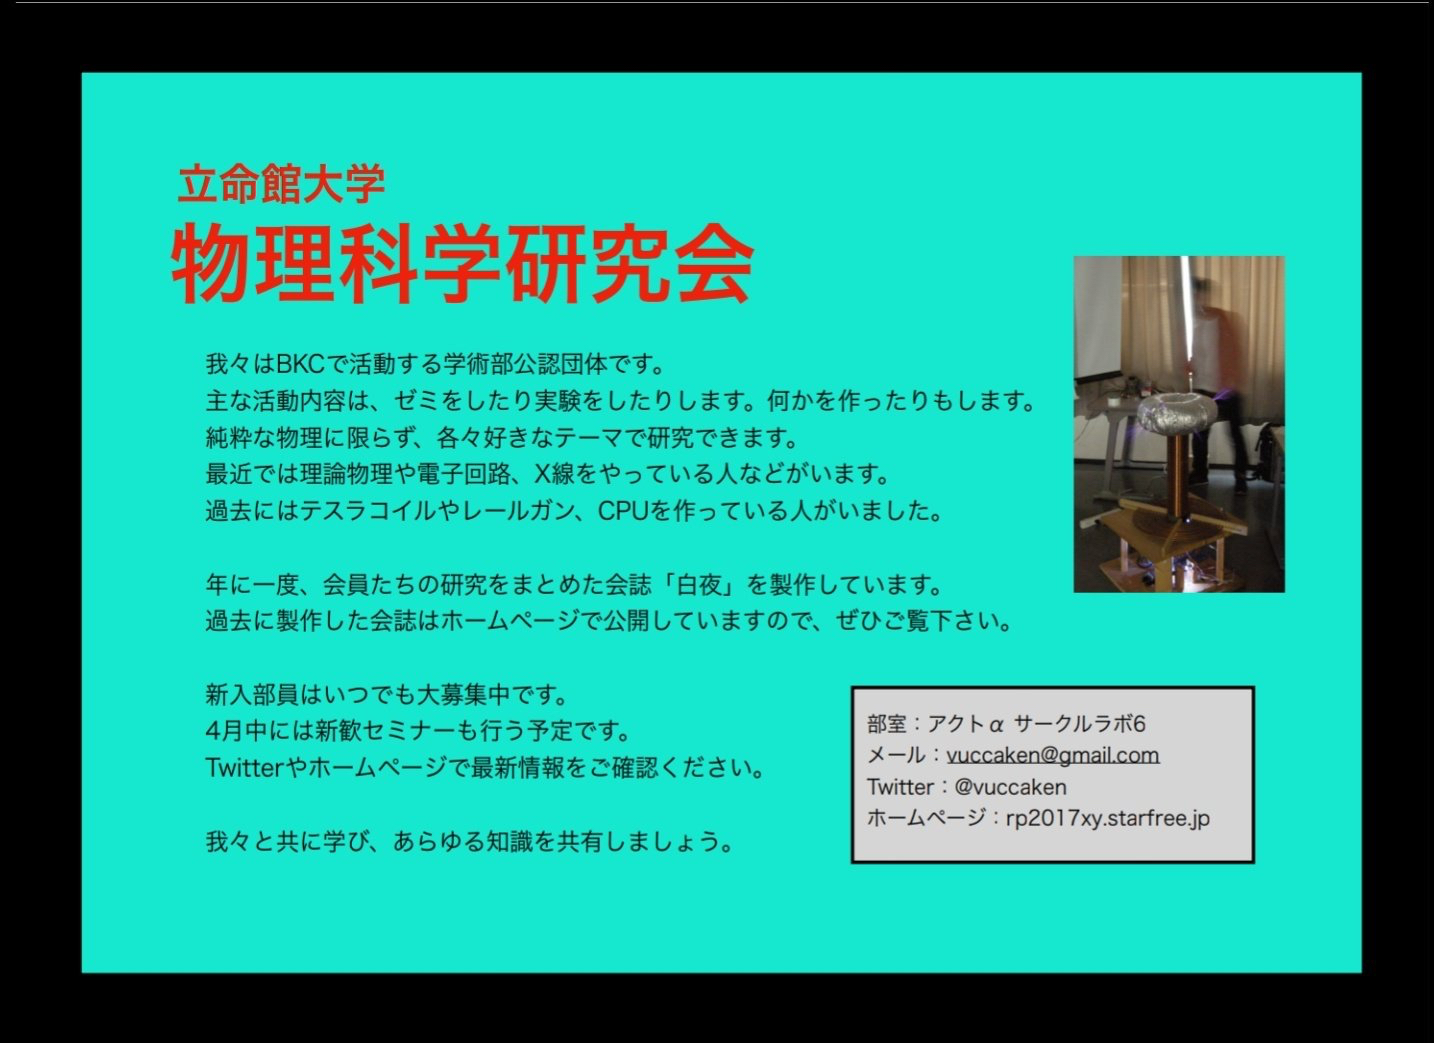 立命館大学
物理科学研究会
我々はBKCで活動する学術部公認団体です。
主な活動内容は、ゼミをしたり実験をしたりします。何かを作ったりもします。
純粋な物理に限らず、各々好きなテーマで研究できます。
最近では理論物理や電子回路、X線をやっている人などがいます。
過去にはテスラコイルやレールガン、CPUを作っている人がいました。
年に一度、会員たちの研究をまとめた会誌「白夜」を製作しています。
過去に製作した会誌はホームページで公開していますので、ぜひご覧下さい。
新入部員はいつでも大募集中です。
4月中には新歓セミナーも行う予定です。
Twitterやホームページで最新情報をご確認ください。
我々と共に学び、あらゆる知識を共有しましょう。
部室：アクトα サークルラボ6
メール：vuccaken@gmail.com
Twitter：@vuccaken
ホームページ：rp2017xy.starfree.jp